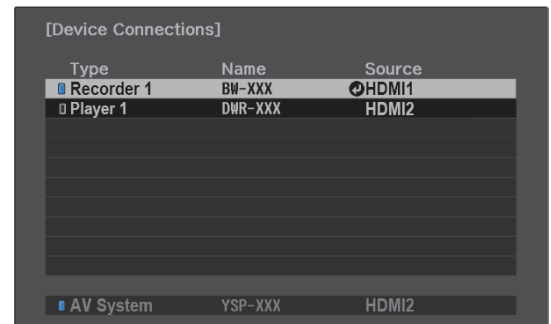 [Device Connections]
Type Name Source
Recorder 1 BW-XXX HDMI1
Player 1 DWR-XXX HDMI2
AV System YSP-XXX HDMI2